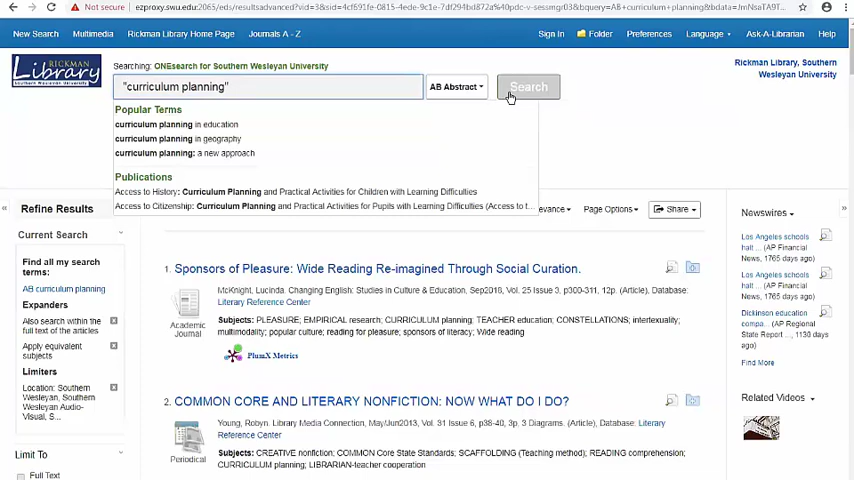 Not secure | ezproxy.swu.edu:2065/eds/resultsadvanced?vid=3&sid=4cf691fe-0815-4ede-9c1e-7df294bd872a%40pdc-v-sessmgr03&bquery=AB+curriculum+planning&bdata=JmNsaTA9T...
New Search Multimedia Rickman Library Home Page Journals A - Z Sign In Folder Preferences Language Ask-A-Librarian Help
RICKMAN
Library
Searching: ONEsearch for Southern Wesleyan University
Rickman Library, Southern
Wesleyan University
"curriculum planning" AB Abstract Search
Popular Terms
curriculum planning in education
curriculum planning in geography
curriculum planning: a new approach
Publications
Access to History: Curriculum Planning and Practical Activities for Children with Learning Difficulties
Access to Citizenship: Curriculum Planning and Practical Activities for Pupils with Learning Difficulties (Access to t...
« Refine Results evance Page Options Share »
Current Search
Find all my search
terms:
AB curriculum planning
Expanders
Also search within the
full text of the articles
Apply equivalent
subjects
Limiters
Location: Southern
Wesleyan, Southern
Wesleyan Audio-
Visual, S...
Limit To
Full Text
1. Sponsors of Pleasure: Wide Reading Re-imagined Through Social Curation.
Academic
Journal
McKnight, Lucinda. Changing English: Studies in Culture & Education, Sep2018, Vol. 25 Issue 3, p300-311, 12p. (Article), Database:
Literary Reference Center
Subjects: PLEASURE; EMPIRICAL research; CURRICULUM planning; TEACHER education; CONSTELLATIONS; intertexuality;
multimodality; popular culture; reading for pleasure; sponsors of literacy; Wide reading
PlumX Metrics
2. COMMON CORE AND LITERARY NONFICTION: NOW WHAT DO I DO?
Periodical
Young, Robyn. Library Media Connection, May/Jun2013, Vol. 31 Issue 6, p38-40, 3p. 3 Diagrams. (Article), Database: Literary
Reference Center
Subjects: CREATIVE nonfiction; COMMON Core State Standards; SCAFFOLDING (Teaching method); READING comprehension;
CURRICULUM planning; LIBRARIAN-teacher cooperation
Newswires
Los Angeles schools
halt ... (AP Financial
News, 1765 days ago)
Los Angeles schools
halt ... (AP Financial
News, 1765 days ago)
Dickinson education
compa... (AP Regional
State Report ..., 1130 days
ago)
Find More
Related Videos